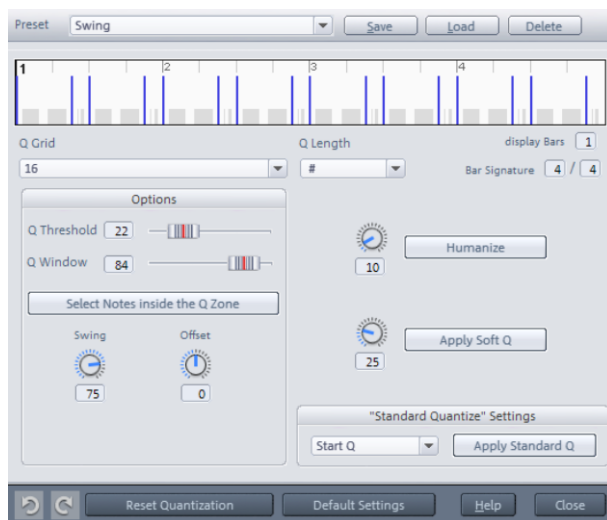 Preset Swing Save Load Delete
1 2 3 4
Q Grid Q Length display Bars 1
16 # Bar Signature 4 / 4
Options
Q Threshold 22
Q Window 84
Humanize
10
Select Notes inside the Q Zone
Swing Offset
Apply Soft Q
25
75 0
"Standard Quantize" Settings
Start Q Apply Standard Q
Reset Quantization Default Settings Help Close